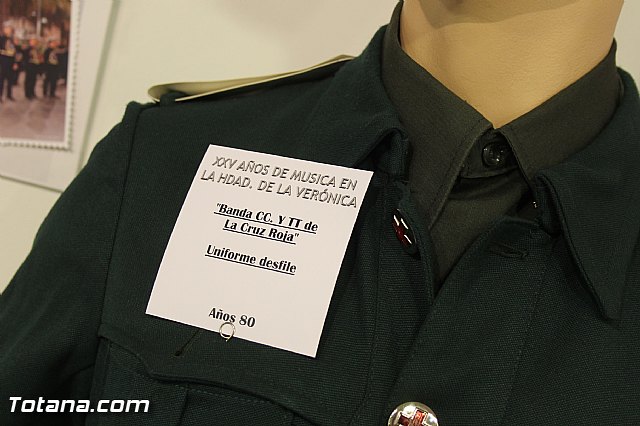 XXV AÑOS DE MUSICA EN
LA HDAD. DE LA VERÓNICA
"Banda CC. Y TT de
La Cruz Roja"
Uniforme desfile
Años 80
Totana.com